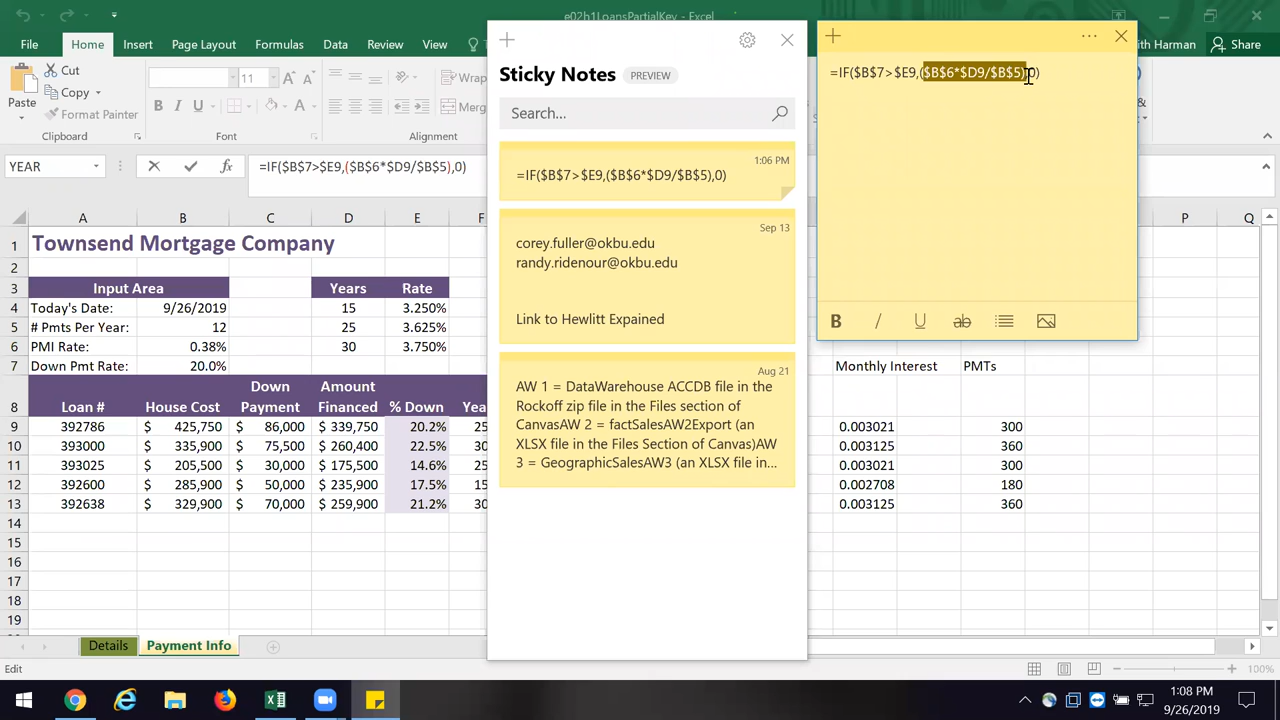 e02h1LoansPartialKey - Excel
File
Home
Insert
Page Layout
Formulas
Data
Review
View
ith Harman
Share
Paste
Cut
Copy
Format Painter
Clipboard
11
B I U
Font
Wrap
Merge
Alignment
YEAR
fx
=IF($B$7>$E9,($B$6*$D9/$B$5),0)
A B C D E F P Q
1 Townsend Mortgage Company
2
3 Input Area Years Rate
4 Today's Date: 9/26/2019 15 3.250%
5 # Pmts Per Year: 12 25 3.625%
6 PMI Rate: 0.38% 30 3.750%
7 Down Pmt Rate: 20.0% Monthly Interest PMTs
8 Loan # House Cost Down Payment Amount Financed % Down Yea
9 392786 $ 425,750 $ 86,000 $ 339,750 20.2% 25 0.003021 300
10 393000 $ 335,900 $ 75,500 $ 260,400 22.5% 30 0.003125 360
11 393025 $ 205,500 $ 30,000 $ 175,500 14.6% 25 0.003021 300
12 392600 $ 285,900 $ 50,000 $ 235,900 17.5% 15 0.002708 180
13 392638 $ 329,900 $ 70,000 $ 259,900 21.2% 30 0.003125 360
14
15
16
17
18
19
Details
Payment Info
Edit
100%
Sticky Notes PREVIEW
Search...
1:06 PM
=IF($B$7>$E9,($B$6*$D9/$B$5),0)
Sep 13
corey.fuller@okbu.edu
randy.ridenour@okbu.edu
Link to Hewlitt Expained
Aug 21
AW 1 = DataWarehouse ACCDB file in the
Rockoff zip file in the Files section of
CanvasAW 2 = factSalesAW2Export (an
XLSX file in the Files Section of Canvas)AW
3 = GeographicSalesAW3 (an XLSX file in...
=IF($B$7>$E9,($B$6*$D9/$B$5),0)
B / U ab
1:08 PM
9/26/2019